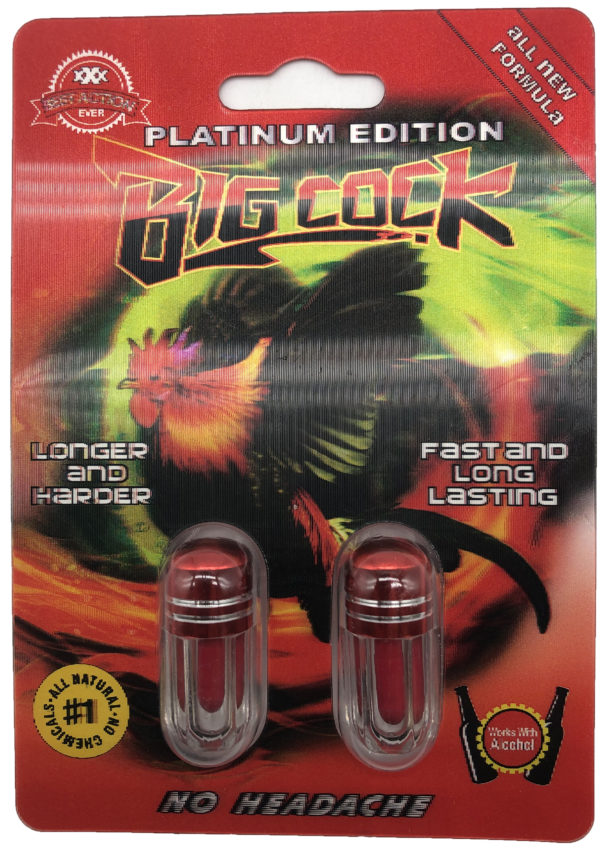 xXx
EVER
ALL NEW
FORMULA
PLATINUM EDITION
BIG COCK
LONGER
AND
HARDER
FAST AND
LONG
LASTING
ALL NATURAL•NO CHEMICALS•
#1
Works With
Alcohol
NO HEADACHE